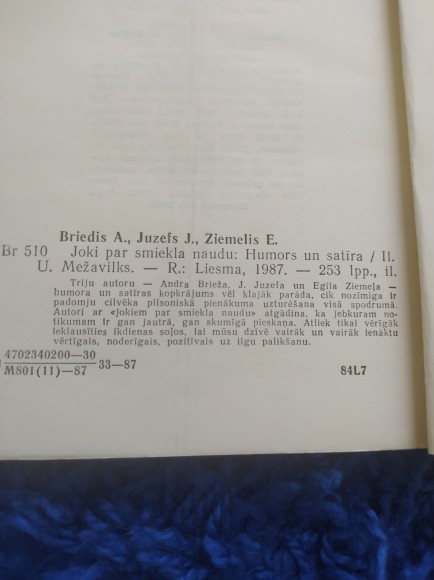 Briedis A., Juzefs J., Ziemelis E.
Br 510 Joki par smiekla naudu: Humors un satīra / Il.
U. Mežavilks. — R.: Liesma, 1987. — 253 lpp., il.
Triju autoru — Andra Brieža, J. Juzefa un Egila Ziemeļa —
humora un satīras kopkrājums vēl klajāk parāda, cik nozīmīga ir
padomju cilvēka pilsoniskā pienākuma uzturēšana visā spodrumā.
Autori ar «Jokiem par smiekla naudu» atgādina, ka jebkuram no-
tikumam ir gan jautrā, gan skumīgā pieskaņa. Atliek tikai vērīgāk
ieklausīties ikdienas soļos, lai mūsu dzīvē vairāk un vairāk ienāktu
vērtīgais, noderīgais, pozitīvais uz ilgu palikšanu.
4702340200—30
M801(11)—87 33—87
84L7